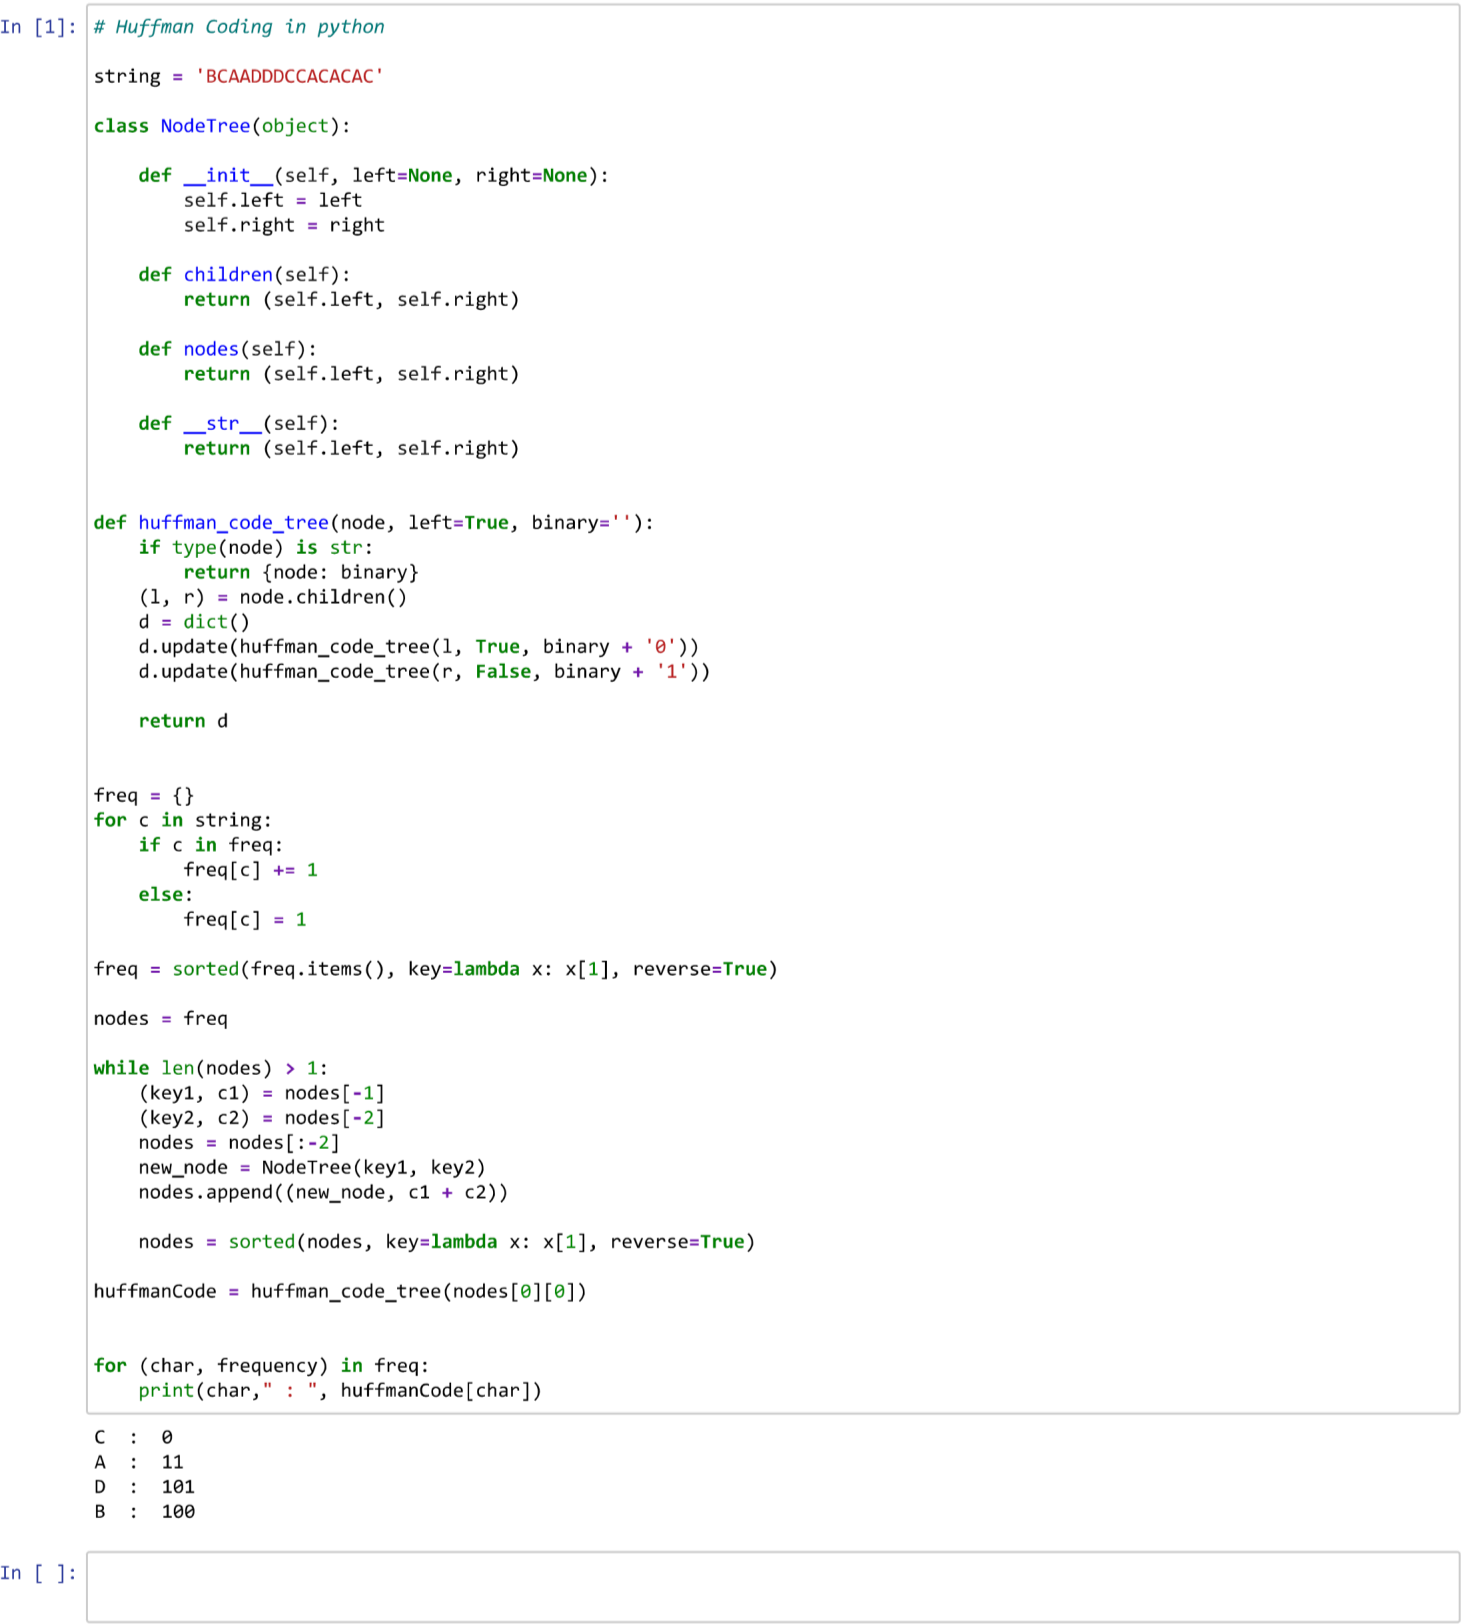 In [1]: # Huffman Coding in python
string = 'BCAADDDCCACACAC'
class NodeTree(object):
    def __init__(self, left=None, right=None):
        self.left = left
        self.right = right
    def children(self):
        return (self.left, self.right)
    def nodes(self):
        return (self.left, self.right)
    def __str__(self):
        return (self.left, self.right)
def huffman_code_tree(node, left=True, binary=''):
    if type(node) is str:
        return {node: binary}
    (l, r) = node.children()
    d = dict()
    d.update(huffman_code_tree(l, True, binary + '0'))
    d.update(huffman_code_tree(r, False, binary + '1'))
    return d
freq = {}
for c in string:
    if c in freq:
        freq[c] += 1
    else:
        freq[c] = 1
freq = sorted(freq.items(), key=lambda x: x[1], reverse=True)
nodes = freq
while len(nodes) > 1:
    (key1, c1) = nodes[-1]
    (key2, c2) = nodes[-2]
    nodes = nodes[:-2]
    new_node = NodeTree(key1, key2)
    nodes.append((new_node, c1 + c2))
    nodes = sorted(nodes, key=lambda x: x[1], reverse=True)
huffmanCode = huffman_code_tree(nodes[0][0])
for (char, frequency) in freq:
    print(char," : ", huffmanCode[char])
C  :  0
A  :  11
D  :  101
B  :  100
In [ ]: